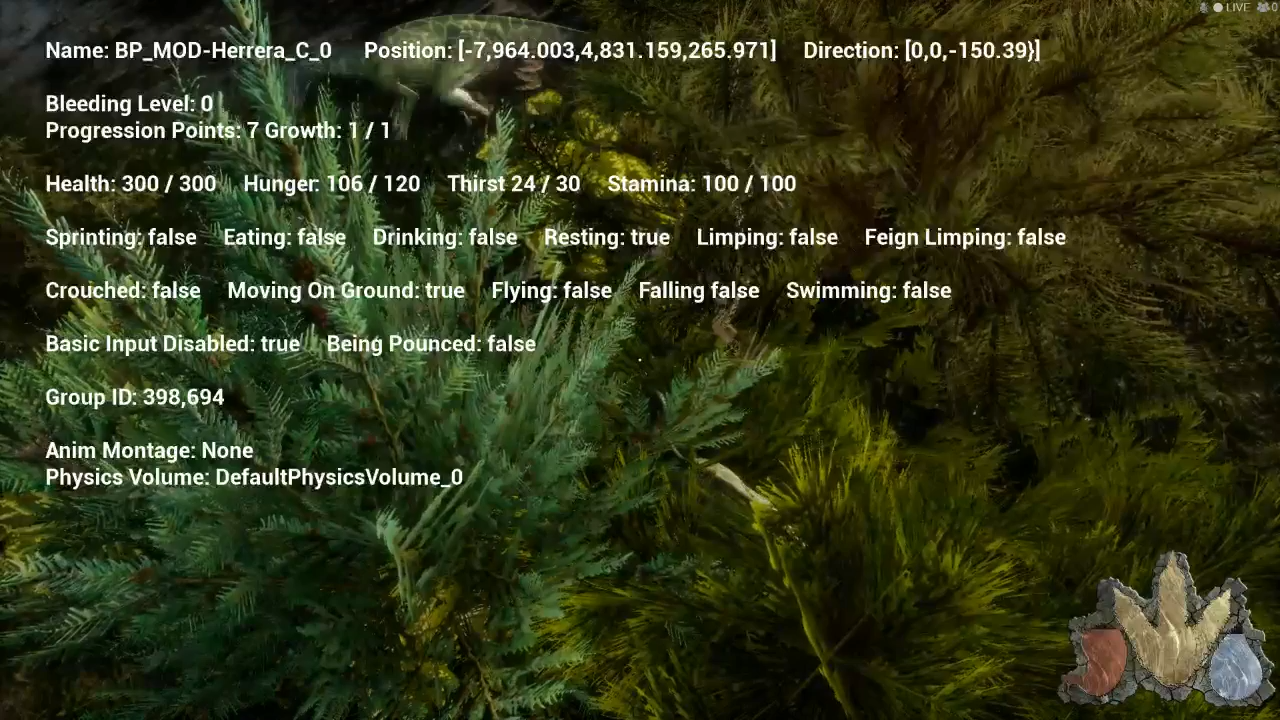 LIVE 0
Name: BP_MOD-Herrera_C_0 Position: [-7,964.003,4,831.159,265.971] Direction: [0,0,-150.39}]
Bleeding Level: 0
Progression Points: 7 Growth: 1 / 1
Health: 300 / 300 Hunger: 106 / 120 Thirst 24 / 30 Stamina: 100 / 100
Sprinting: false Eating: false Drinking: false Resting: true Limping: false Feign Limping: false
Crouched: false Moving On Ground: true Flying: false Falling false Swimming: false
Basic Input Disabled: true Being Pounced: false
Group ID: 398,694
Anim Montage: None
Physics Volume: DefaultPhysicsVolume_0